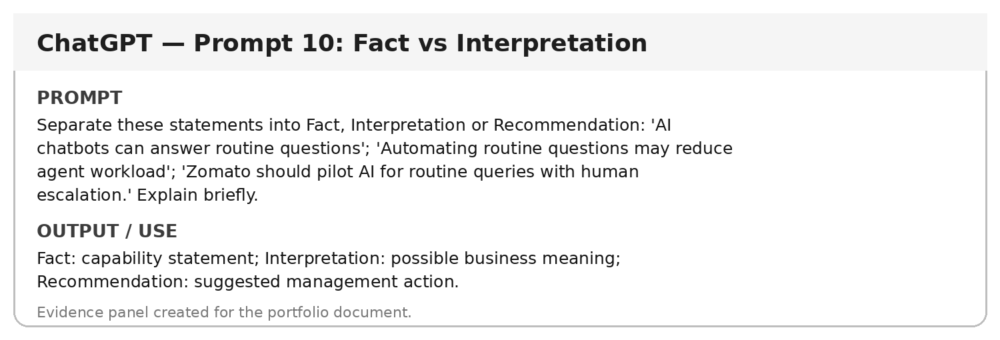 ChatGPT — Prompt 10: Fact vs Interpretation
PROMPT
Separate these statements into Fact, Interpretation or Recommendation: 'AI
chatbots can answer routine questions'; 'Automating routine questions may reduce
agent workload'; 'Zomato should pilot AI for routine queries with human
escalation.' Explain briefly.
OUTPUT / USE
Fact: capability statement; Interpretation: possible business meaning;
Recommendation: suggested management action.
Evidence panel created for the portfolio document.